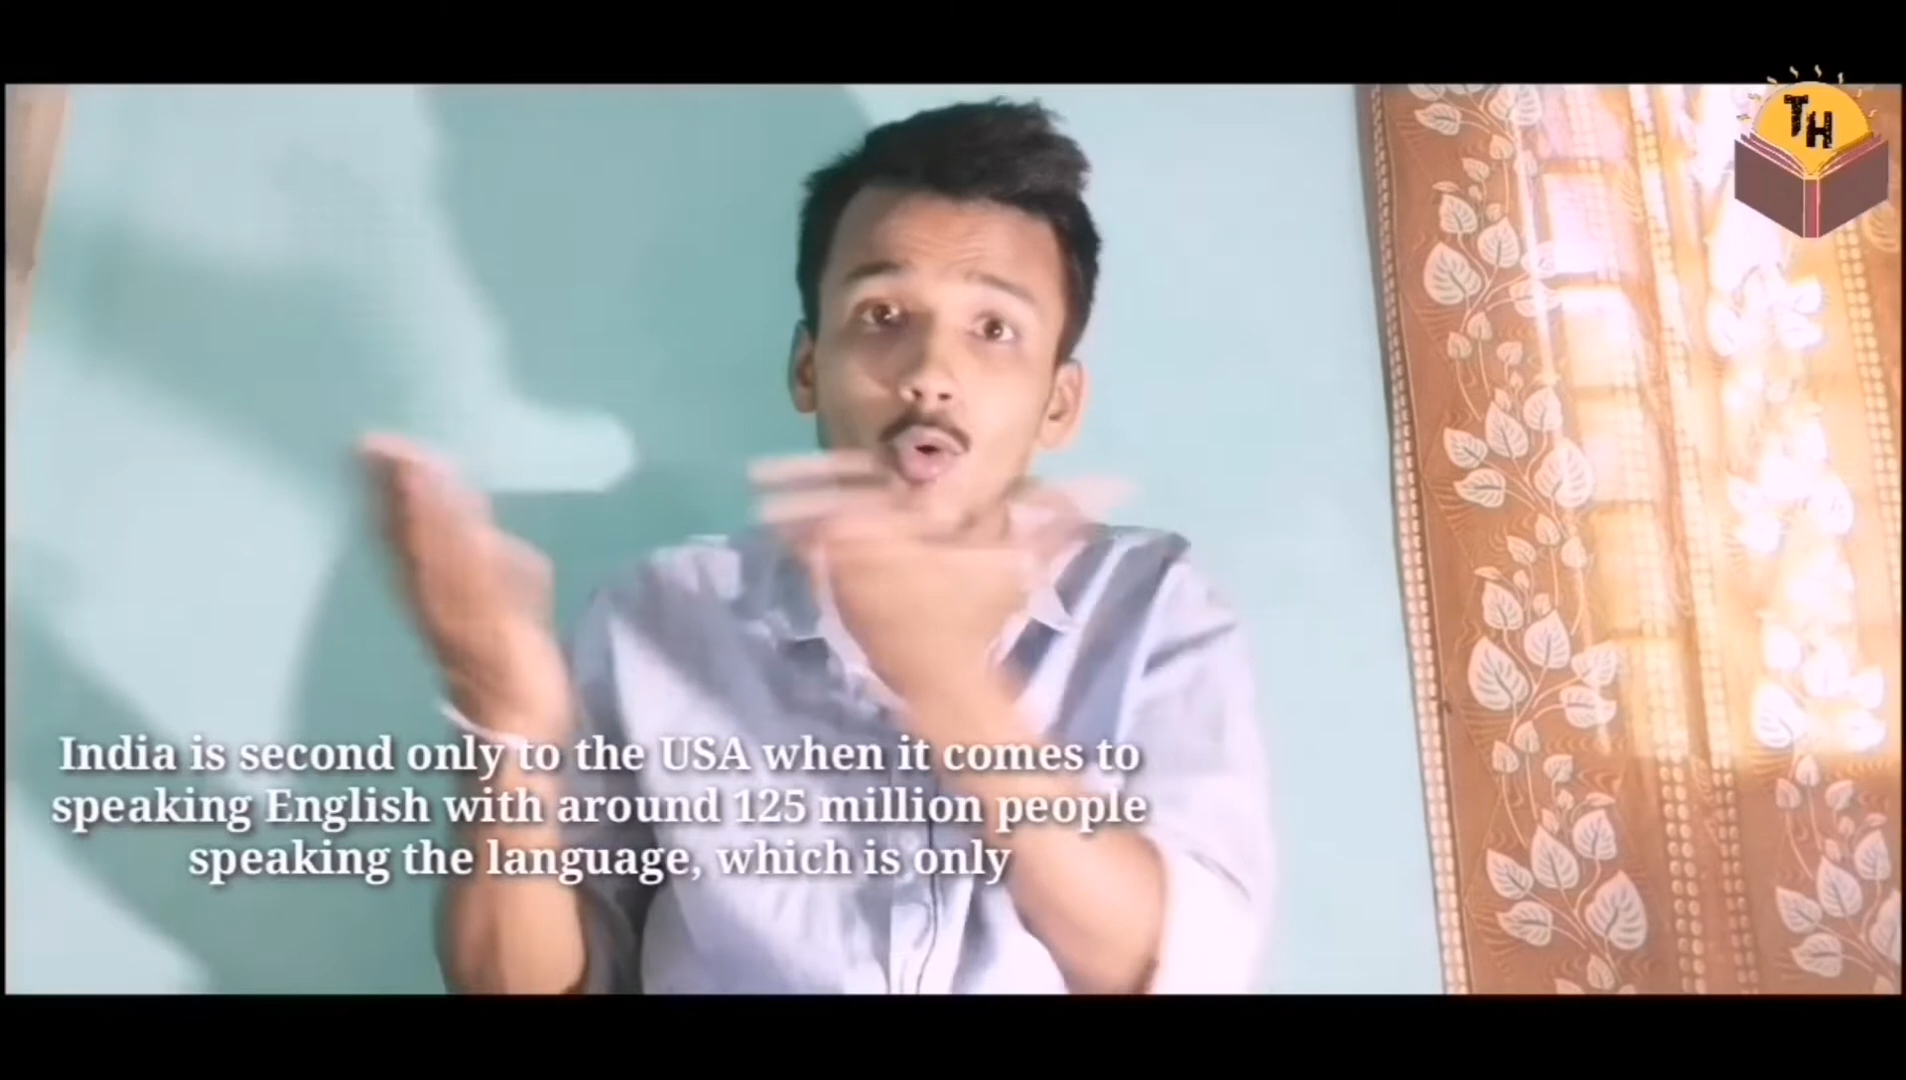 TH
India is second only to the USA when it comes to
speaking English with around 125 million people
speaking the language, which is only